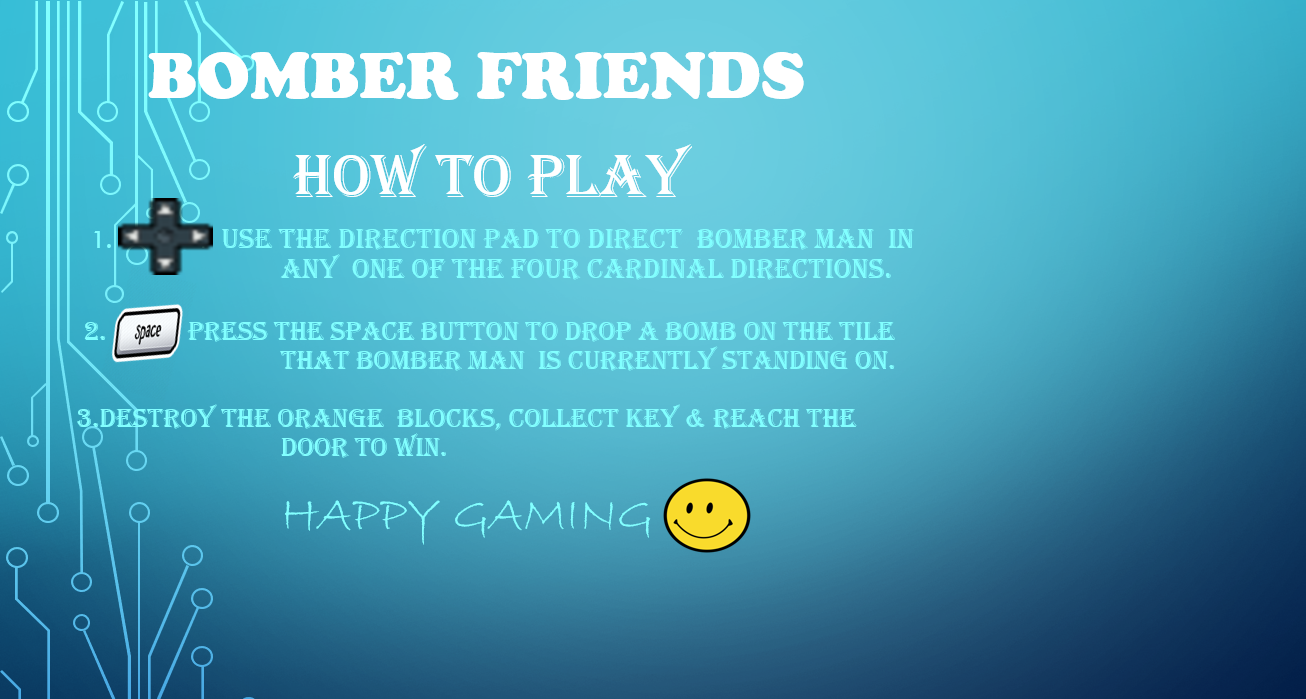 BOMBER FRIENDS
HOW TO PLAY
1. USE THE DIRECTION PAD TO DIRECT BOMBER MAN IN
ANY ONE OF THE FOUR CARDINAL DIRECTIONS.
2. Space PRESS THE SPACE BUTTON TO DROP A BOMB ON THE TILE
THAT BOMBER MAN IS CURRENTLY STANDING ON.
3.DESTROY THE ORANGE BLOCKS, COLLECT KEY & REACH THE
DOOR TO WIN.
HAPPY GAMING